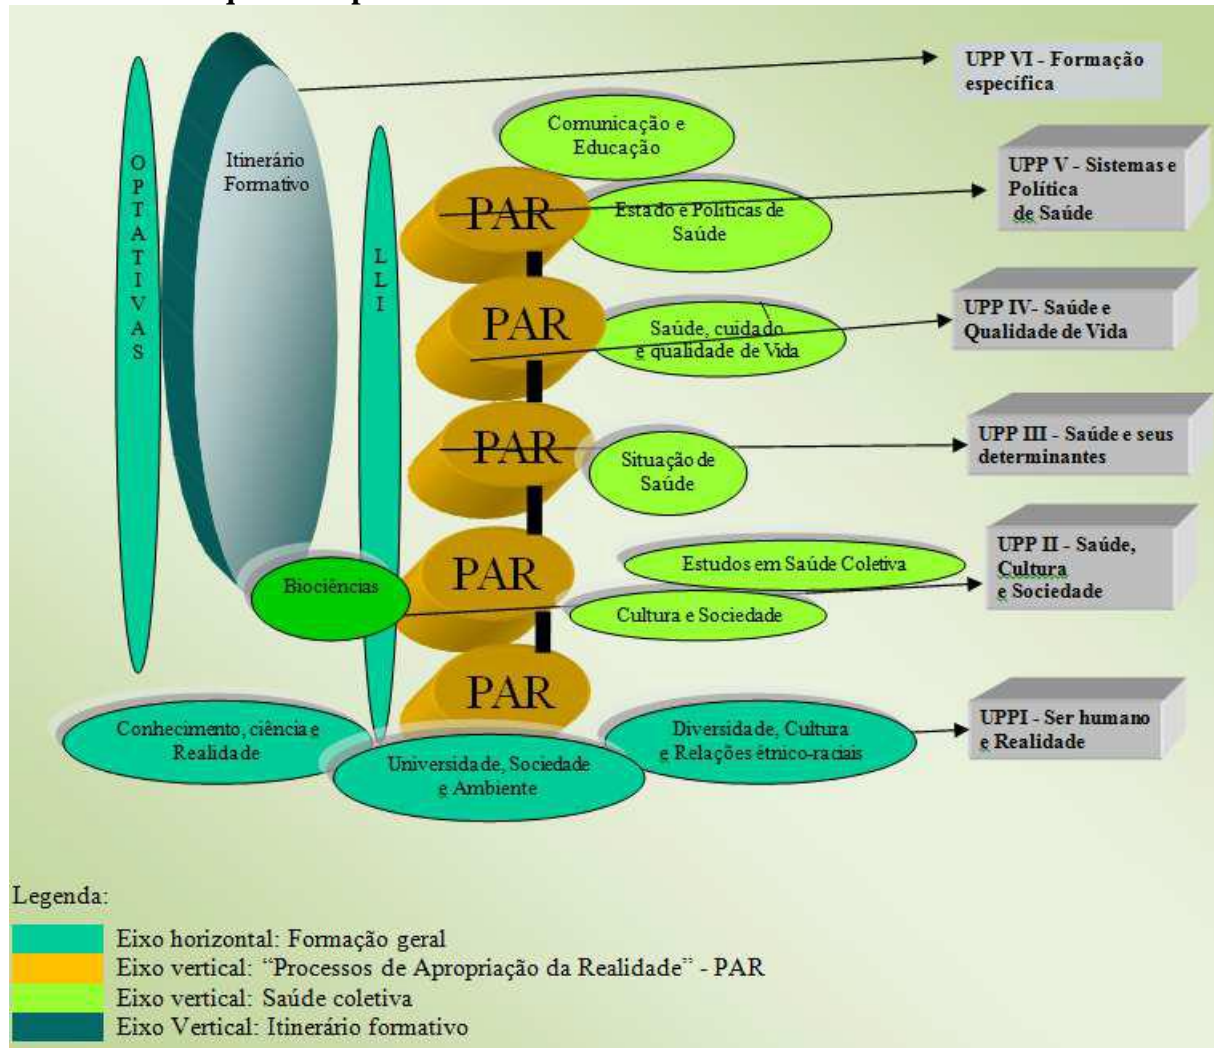 UPP VI - Formação
específica
Comunicação e
Educação
UPP V - Sistemas e
Política
de Saúde
OPTATIVAS
Itinerário
Formativo
PAR
Estado e Políticas de
Saúde
LLI
PAR
Saúde, cuidado
e qualidade de Vida
UPP IV- Saúde e
Qualidade de Vida
PAR
Situação de
Saúde
UPP III - Saúde e seus
determinantes
Biociências
PAR
Estudos em Saúde Coletiva
Cultura e Sociedade
UPP II - Saúde,
Cultura
e Sociedade
PAR
Conhecimento, ciência e
Realidade
Universidade, Sociedade
e Ambiente
Diversidade, Cultura
e Relações étnico-raciais
UPPI - Ser humano
e Realidade
Legenda:
Eixo horizontal: Formação geral
Eixo vertical: “Processos de Apropriação da Realidade” - PAR
Eixo vertical: Saúde coletiva
Eixo Vertical: Itinerário formativo